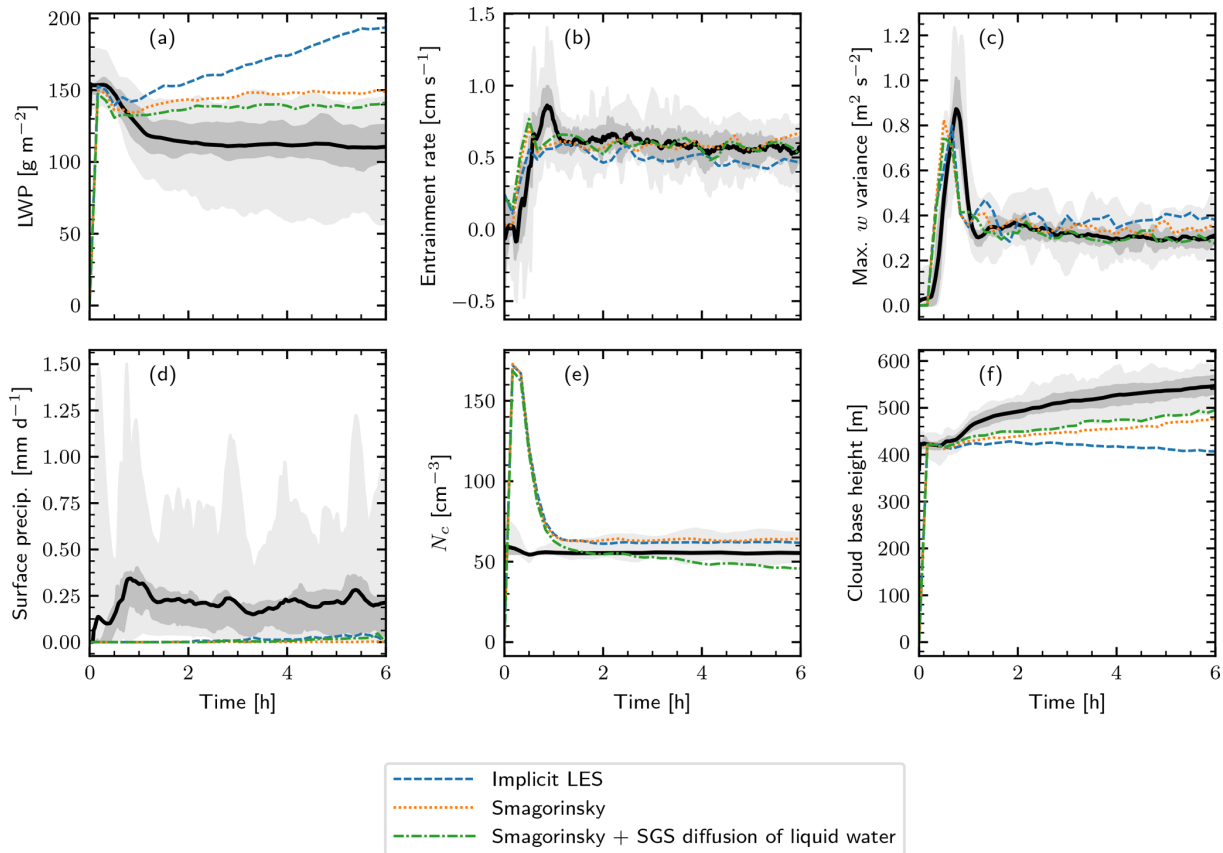 (a)
(b)
(c)
LWP [g m⁻²]
200
150
100
50
0
Entrainment rate [cm s⁻¹]
1.5
1.0
0.5
0.0
−0.5
Max. w variance [m² s⁻²]
1.2
1.0
0.8
0.6
0.4
0.2
0.0
(d)
(e)
(f)
Surface precip. [mm d⁻¹]
1.50
1.25
1.00
0.75
0.50
0.25
0.00
0 2 4 6
Time [h]
N_c [cm⁻³]
150
100
50
0
0 2 4 6
Time [h]
Cloud base height [m]
600
500
400
300
200
100
0
0 2 4 6
Time [h]
Implicit LES
Smagorinsky
Smagorinsky + SGS diffusion of liquid water